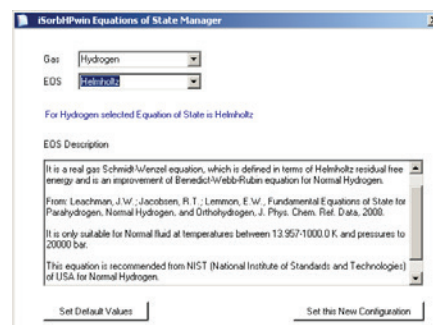 iSorbHPwin Equations of State Manager
Gas Hydrogen
EOS Helmholtz
For Hydrogen selected Equation of State is Helmholtz
EOS Description
It is a real gas Schmidt-Wenzel equation, which is defined in terms of Helmholtz residual free
energy and is an improvement of Benedict-Webb-Rubin equation for Normal Hydrogen.
From: Leachman, J.W.; Jacobsen, R.T.; Lemmon, E.W., Fundamental Equations of State for
Parahydrogen, Normal Hydrogen, and Orthohydrogen, J. Phys. Chem. Ref. Data, 2008.
It is only suitable for Normal fluid at temperatures between 13.957-1000.0 K and pressures to
20000 bar.
This equation is recommended from NIST (National Institute of Standards and Technologies)
of USA for Normal Hydrogen.
Set Default Values Set this New Configuration